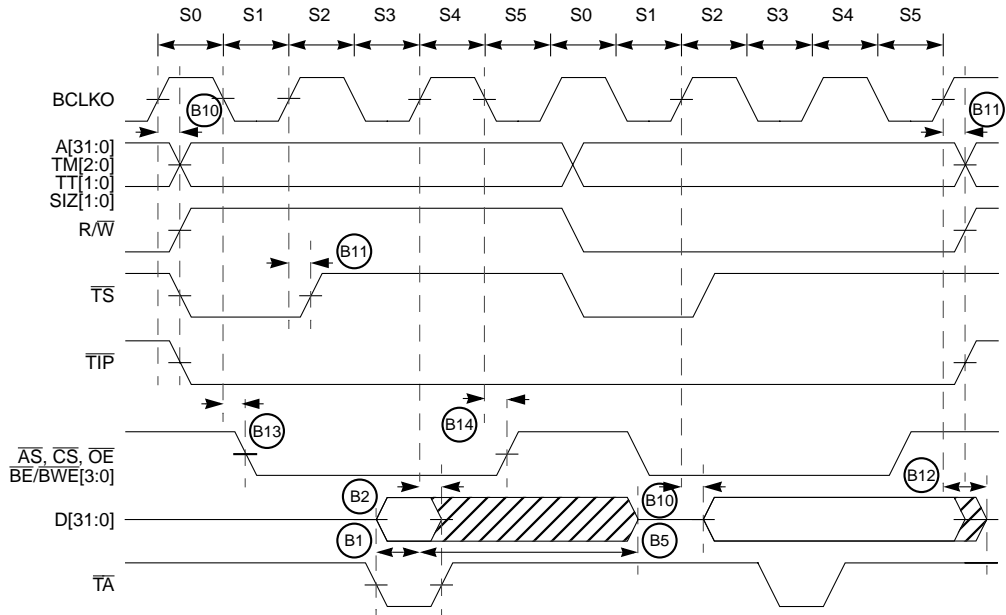 S0 S1 S2 S3 S4 S5 S0 S1 S2 S3 S4 S5
BCLKO
B10
B11
A[31:0]
TM[2:0]
TT[1:0]
SIZ[1:0]
R/W
B11
TS
TIP
B13
B14
AS, CS, OE
BE/BWE[3:0]
B12
B2
B10
D[31:0]
B1
B5
TA